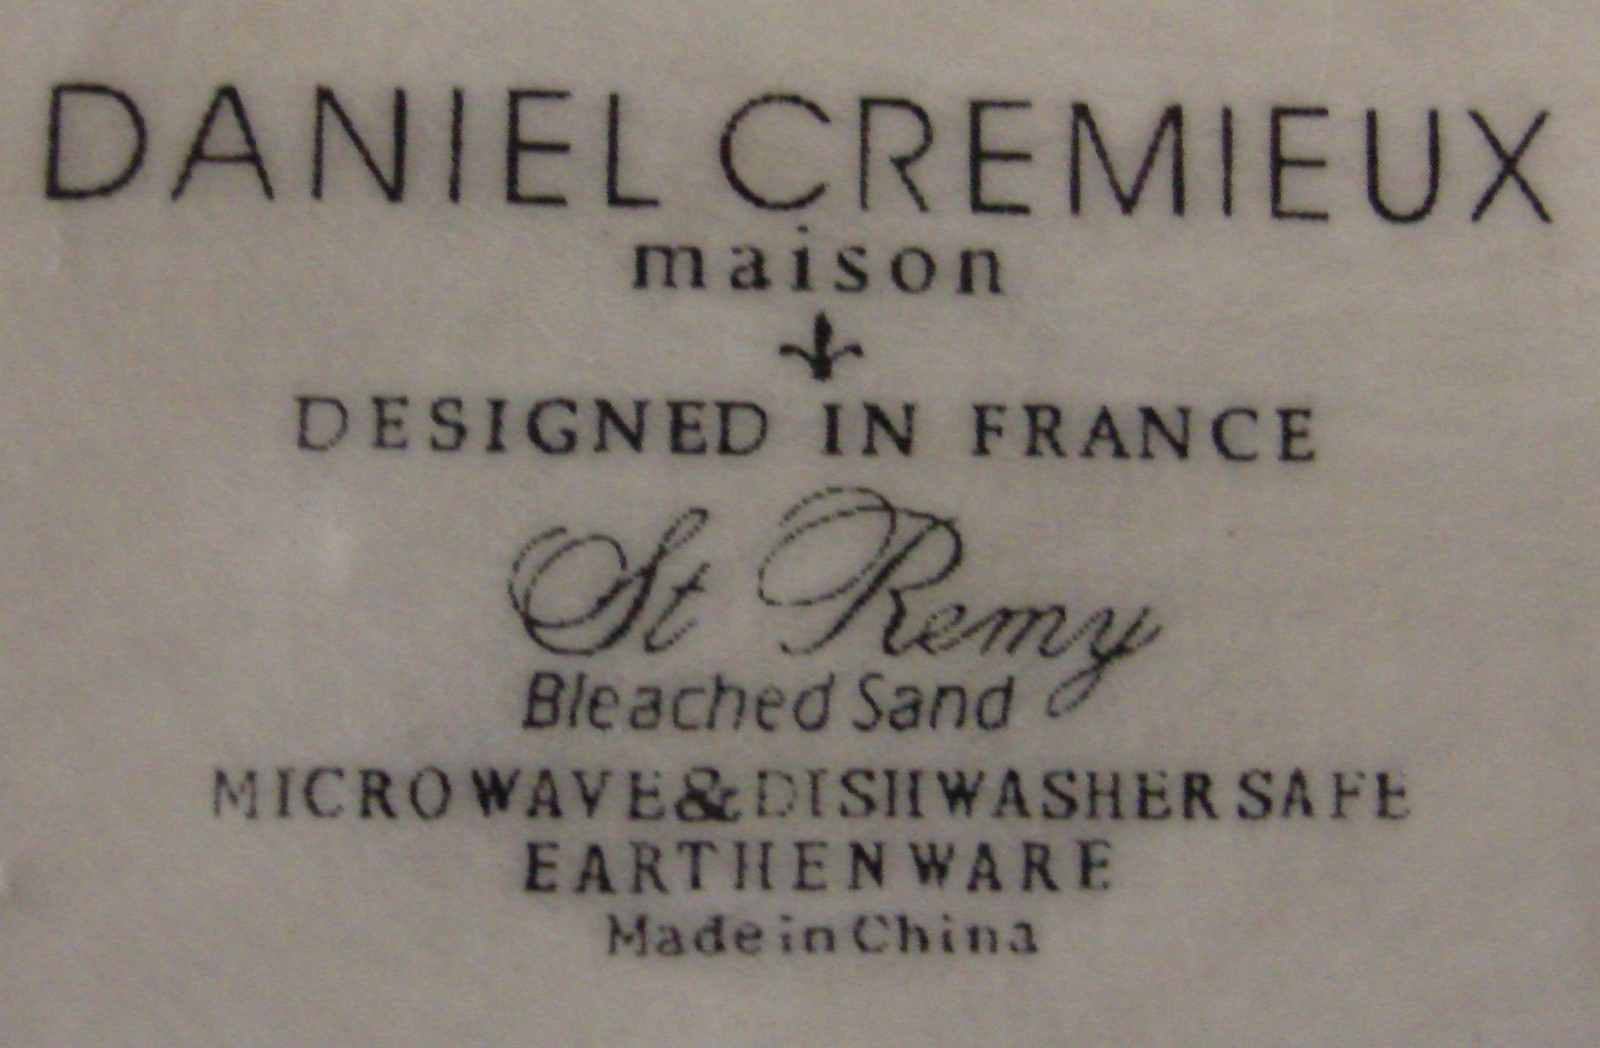 DANIEL CREMIEUX
maison
DESIGNED IN FRANCE
St Remy
Bleached Sand
MICROWAVE & DISHWASHER SAFE
EARTHENWARE
Made in China